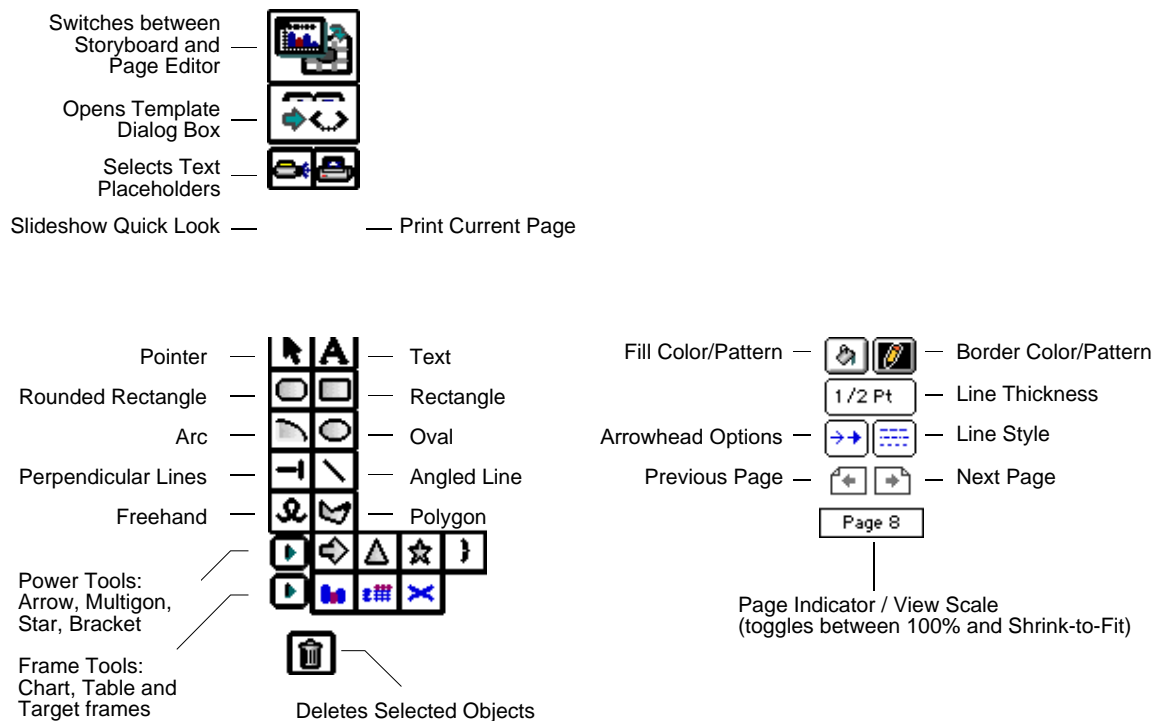 Switches between
Storyboard and
Page Editor
Opens Template
Dialog Box
Selects Text
Placeholders
Slideshow Quick Look
Print Current Page
Pointer
A
Text
Rounded Rectangle
Rectangle
Arc
Oval
Perpendicular Lines
Angled Line
Freehand
Polygon
Power Tools:
Arrow, Multigon,
Star, Bracket
Frame Tools:
Chart, Table and
Target frames
Deletes Selected Objects
Fill Color/Pattern
Border Color/Pattern
1/2 Pt
Line Thickness
Arrowhead Options
Line Style
Previous Page
Next Page
Page 8
Page Indicator / View Scale
(toggles between 100% and Shrink-to-Fit)